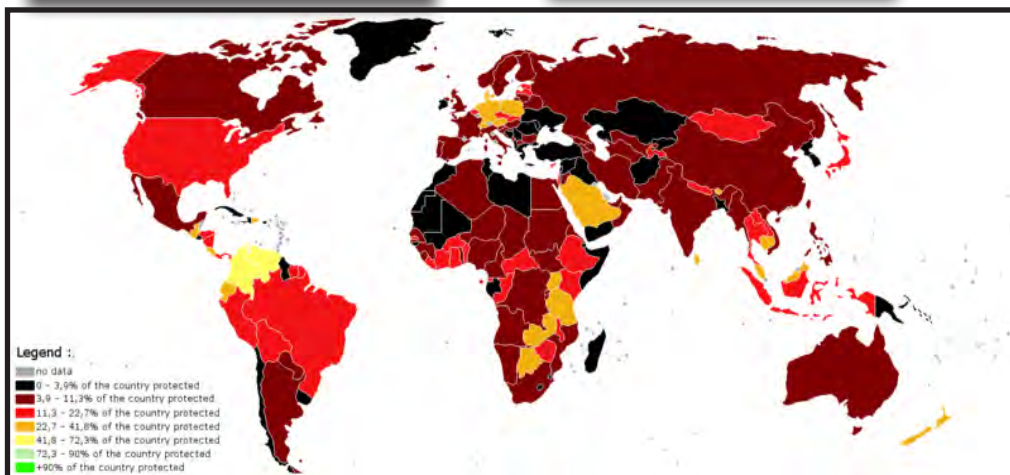 Legend :
no data
0 - 3,9% of the country protected
3,9 - 11,3% of the country protected
11,3 - 22,7% of the country protected
22,7 - 41,8% of the country protected
41,8 - 72,3% of the country protected
72,3 - 90% of the country protected
+90% of the country protected